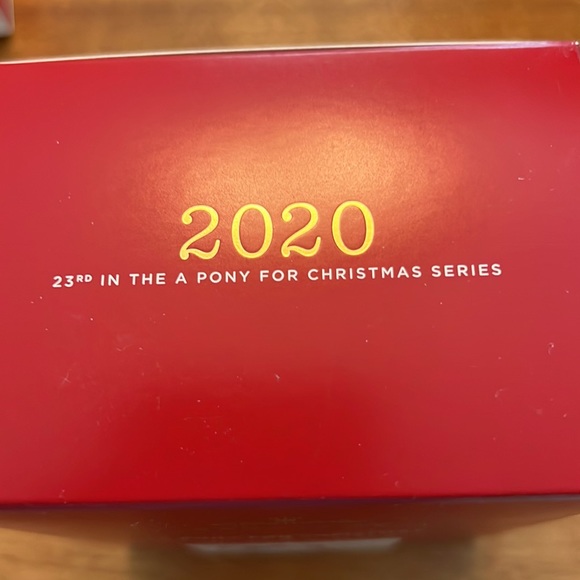 2020
23RD IN THE A PONY FOR CHRISTMAS SERIES